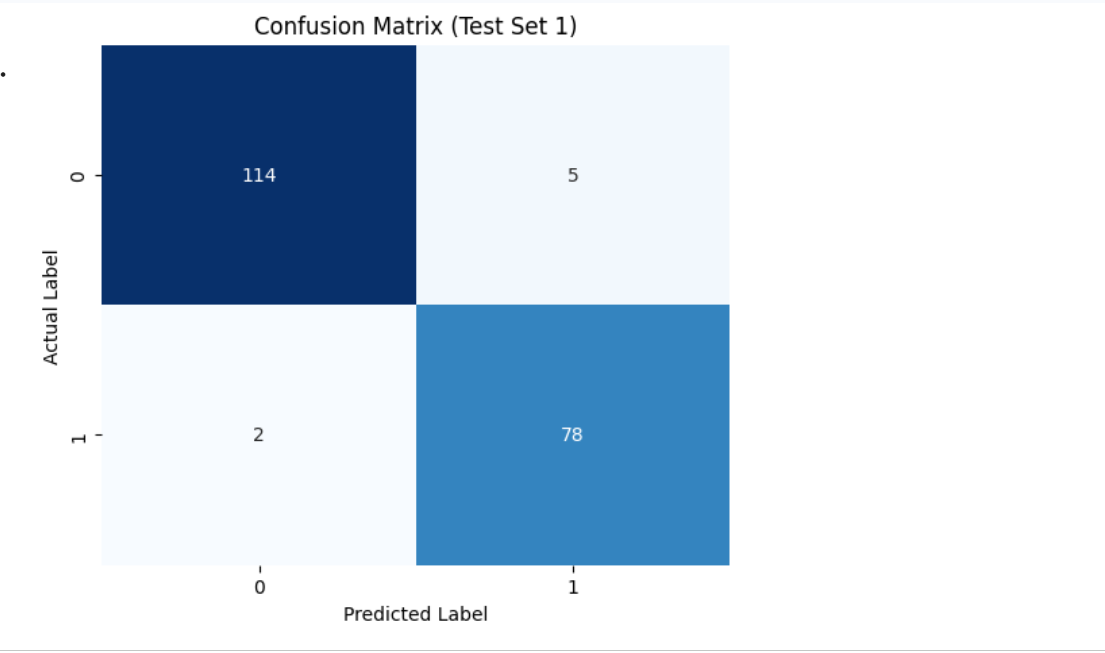 Confusion Matrix (Test Set 1)
0
114
5
Actual Label
1
2
78
0
1
Predicted Label